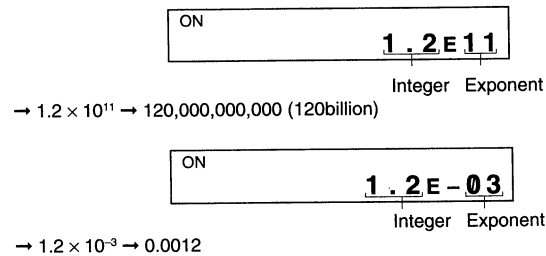 ON
1.2E11
Integer Exponent
→ 1.2 × 10¹¹ → 120,000,000,000 (120billion)
ON
1.2E-03
Integer Exponent
→ 1.2 × 10⁻³ → 0.0012